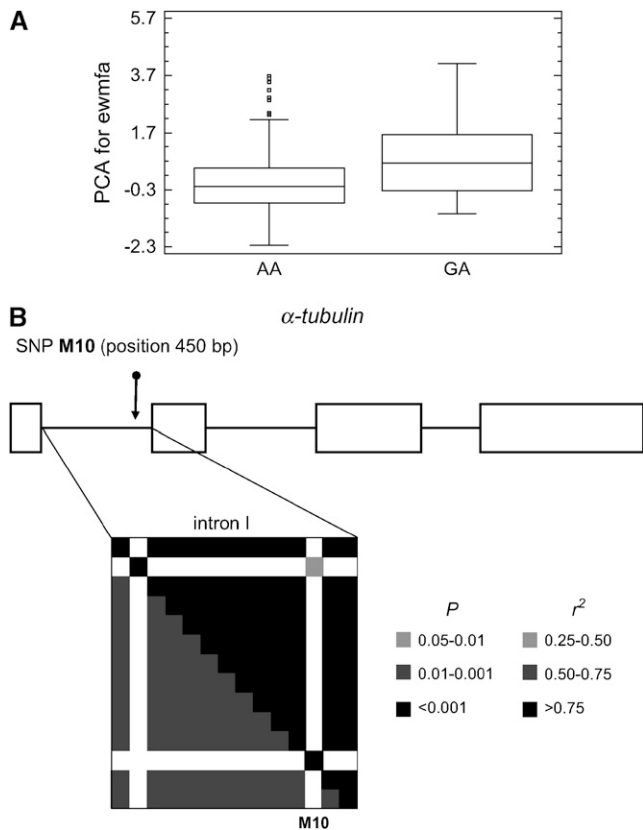 A
PCA for ewmfa
5.7
3.7
1.7
-0.3
-2.3
AA GA
B
α-tubulin
SNP M10 (position 450 bp)
intron I
P r²
0.05-0.01 0.25-0.50
0.01-0.001 0.50-0.75
<0.001 >0.75
M10